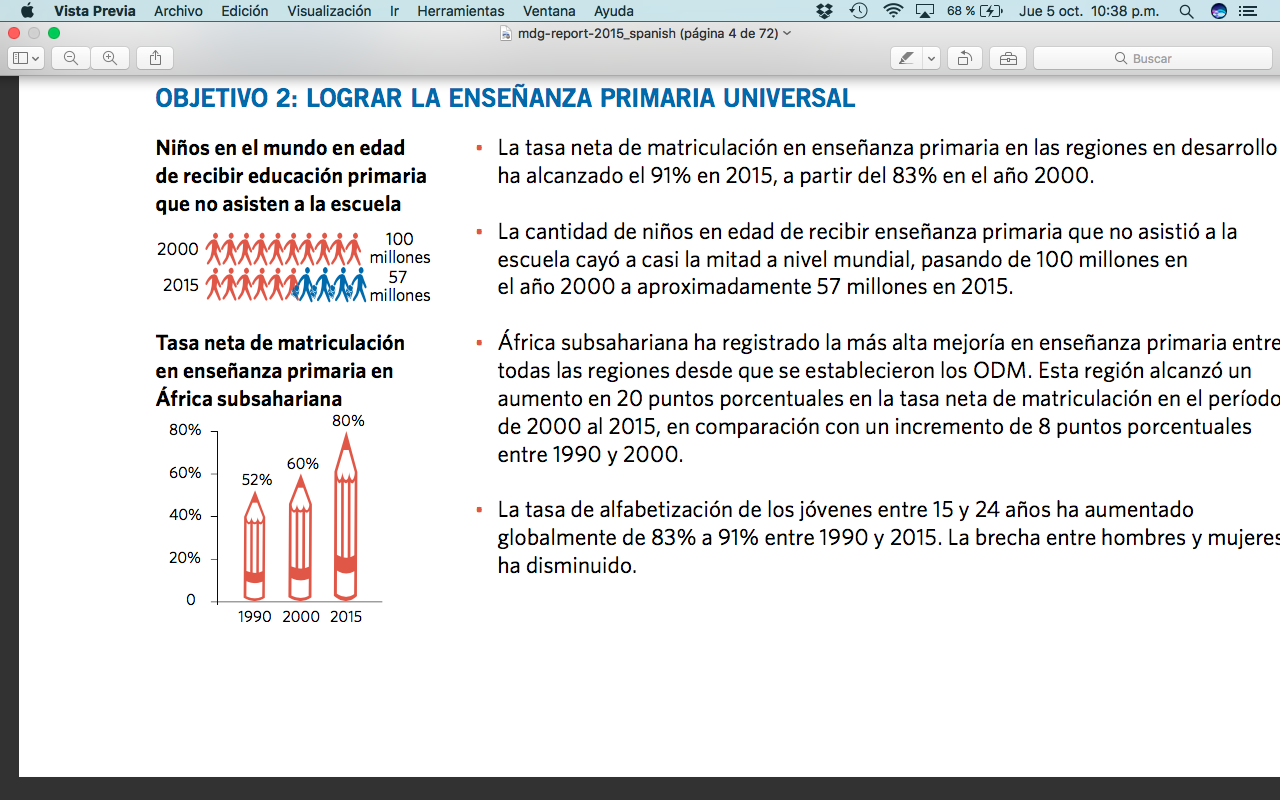 Vista Previa Archivo Edición Visualización Ir Herramientas Ventana Ayuda 68 % Jue 5 oct. 10:38 p.m.
mdg-report-2015_spanish (página 4 de 72)
Buscar
OBJETIVO 2: LOGRAR LA ENSEÑANZA PRIMARIA UNIVERSAL
Niños en el mundo en edad
de recibir educación primaria
que no asisten a la escuela
2000 100 millones
2015 57 millones
Tasa neta de matriculación
en enseñanza primaria en
África subsahariana
80%
60%
40%
20%
0
52%
60%
80%
1990 2000 2015
• La tasa neta de matriculación en enseñanza primaria en las regiones en desarrollo
ha alcanzado el 91% en 2015, a partir del 83% en el año 2000.
• La cantidad de niños en edad de recibir enseñanza primaria que no asistió a la
escuela cayó a casi la mitad a nivel mundial, pasando de 100 millones en
el año 2000 a aproximadamente 57 millones en 2015.
• África subsahariana ha registrado la más alta mejoría en enseñanza primaria entre
todas las regiones desde que se establecieron los ODM. Esta región alcanzó un
aumento en 20 puntos porcentuales en la tasa neta de matriculación en el período
de 2000 al 2015, en comparación con un incremento de 8 puntos porcentuales
entre 1990 y 2000.
• La tasa de alfabetización de los jóvenes entre 15 y 24 años ha aumentado
globalmente de 83% a 91% entre 1990 y 2015. La brecha entre hombres y mujeres
ha disminuido.